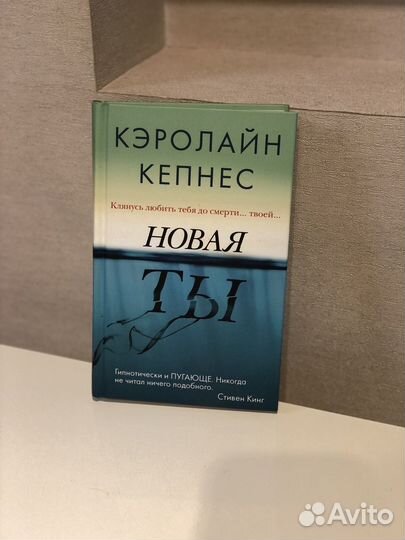 КЭРОЛАЙН
КЕПНЕС
Клянусь любить тебя до смерти... твоей...
НОВАЯ
ТЫ
Гипнотически и ПУГАЮЩЕ. Никогда
не читал ничего подобного.
Стивен Кинг
Avito